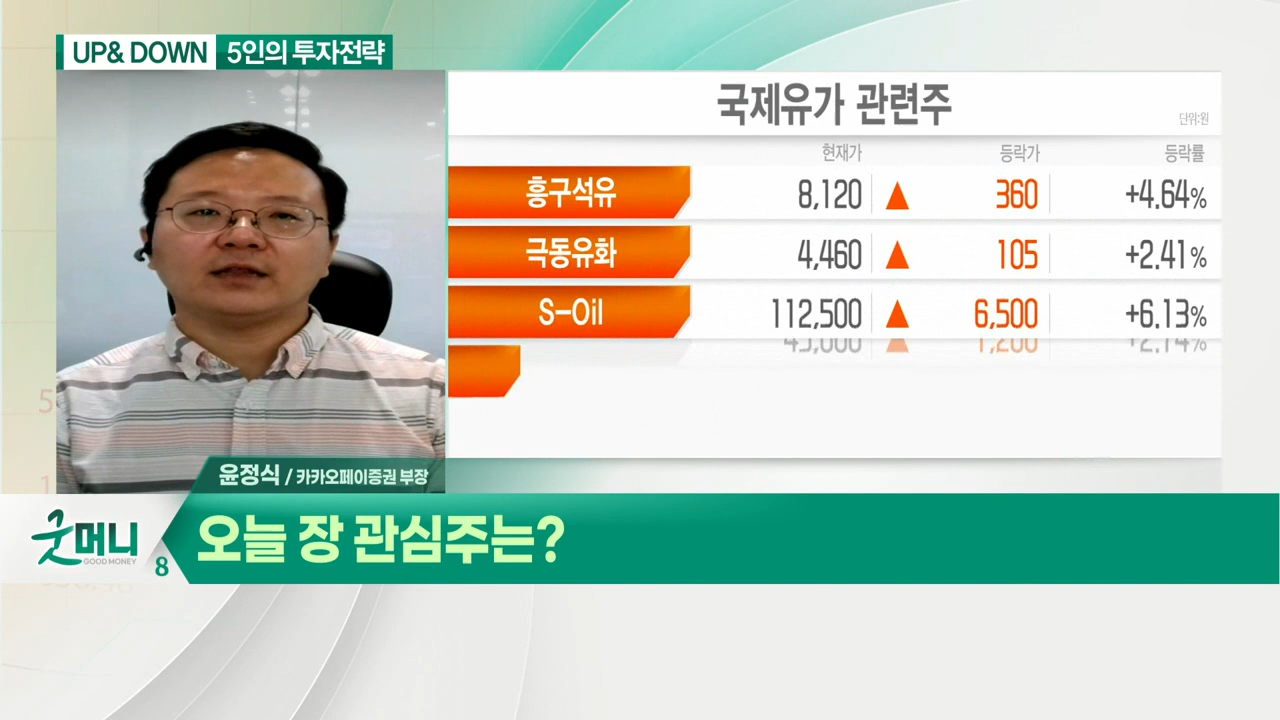 UP& DOWN 5인의 투자전략
국제유가 관련주
단위:원
현재가 등락가 등락률
흥구석유 8,120 ▲ 360 +4.64%
극동유화 4,460 ▲ 105 +2.41%
S-Oil 112,500 ▲ 6,500 +6.13%
윤정식 / 카카오페이증권 부장
굿머니
GOOD MONEY
8
오늘 장 관심주는?